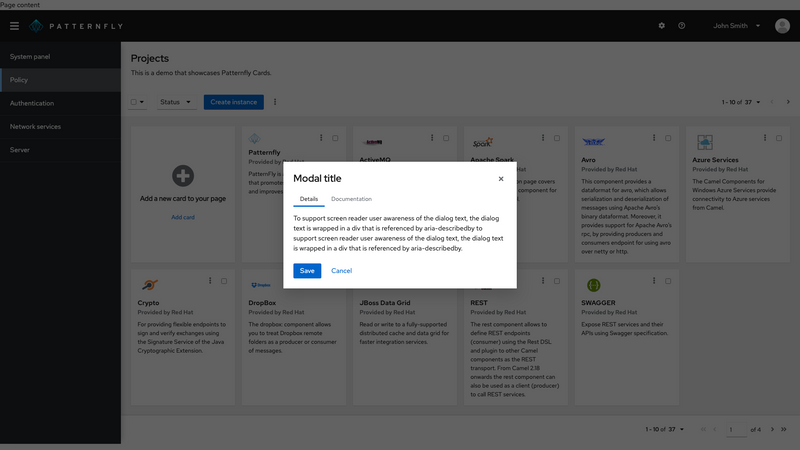 Page content
PATTERNFLY
John Smith
System panel
Policy
Authentication
Network services
Server
Projects
This is a demo that showcases Patternfly Cards.
Status
Create instance
1 - 10 of 37
Add a new card to your page
Add card
Patternfly
Provided by Red Hat
PatternFly is a
that promotes
and improves
ActiveMQ
Apache Spark
page covers
component for
Avro
Provided by Red Hat
This component provides a
dataformat for avro, which allows
serialization and deserialization of
messages using Apache Avro's
binary dataformat. Moreover, it
provides support for Apache Avro's
rpc, by providing producers and
consumers endpoint for using avro
over netty or http.
Azure Services
Provided by Red Hat
The Camel Components for
Windows Azure Services provide
connectivity to Azure services
from Camel.
Modal title
Details
Documentation
To support screen reader user awareness of the dialog text, the dialog
text is wrapped in a div that is referenced by aria-describedby to
support screen reader user awareness of the dialog text, the dialog text
is wrapped in a div that is referenced by aria-describedby.
Save
Cancel
Crypto
Provided by Red Hat
For providing flexible endpoints to
sign and verify exchanges using
the Signature Service of the Java
Cryptographic Extension.
Dropbox
DropBox
Provided by Red Hat
The dropbox component allows
you to treat Dropbox remote
folders as a producer or consumer
of messages.
JBoss Data Grid
Provided by Red Hat
Read or write to a fully-supported
distributed cache and data grid for
faster integration services.
REST
Provided by Red Hat
The rest component allows to
define REST endpoints
(consumer) using the Rest DSL
and plugin to other Camel
components as the REST
transport. From Camel 2.18
onwards the rest component can
also be used as a client (producer)
to call REST services.
SWAGGER
Provided by Red Hat
Expose REST services and their
APIs using Swagger specification.
1 - 10 of 37
1
of 4